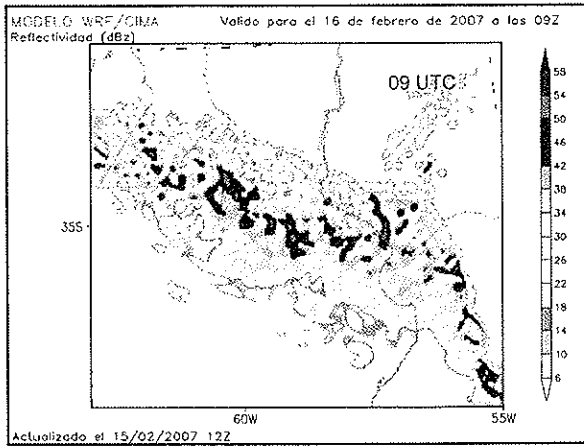 MODELO WRF/CIMA Valido para el 16 de febrero de 2007 a las 09Z
Reflectividad (dBz)
09 UTC
58
54
50
46
42
38
34
30
26
22
18
14
10
6
35S
60W
55W
Actualizado el 15/02/2007 12Z